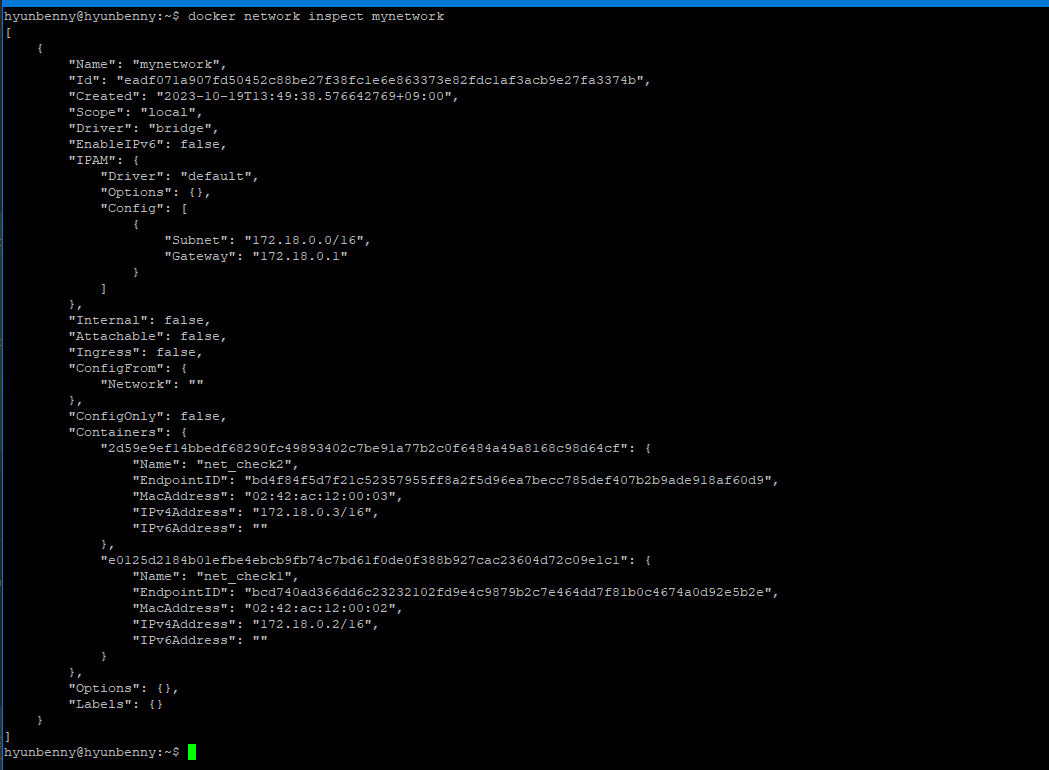 hyunbenny@hyunbenny:~$ docker network inspect mynetwork
[
    {
        "Name": "mynetwork",
        "Id": "eadf071a907fd50452c88be27f38fc1e6e863373e82fdc1af3acb9e27fa3374b",
        "Created": "2023-10-19T13:49:38.576642769+09:00",
        "Scope": "local",
        "Driver": "bridge",
        "EnableIPv6": false,
        "IPAM": {
            "Driver": "default",
            "Options": {},
            "Config": [
                {
                    "Subnet": "172.18.0.0/16",
                    "Gateway": "172.18.0.1"
                }
            ]
        },
        "Internal": false,
        "Attachable": false,
        "Ingress": false,
        "ConfigFrom": {
            "Network": ""
        },
        "ConfigOnly": false,
        "Containers": {
            "2d59e9ef14bbedf68290fc49893402c7be91a77b2c0f6484a49a8168c98d64cf": {
                "Name": "net_check2",
                "EndpointID": "bd4f84f5d7f21c52357955ff8a2f5d96ea7becc785def407b2b9ade918af60d9",
                "MacAddress": "02:42:ac:12:00:03",
                "IPv4Address": "172.18.0.3/16",
                "IPv6Address": ""
            },
            "e0125d2184b01efbe4ebcb9fb74c7bd61f0de0f388b927cac23604d72c09e1c1": {
                "Name": "net_check1",
                "EndpointID": "bcd740ad366dd6c23232102fd9e4c9879b2c7e464dd7f81b0c4674a0d92e5b2e",
                "MacAddress": "02:42:ac:12:00:02",
                "IPv4Address": "172.18.0.2/16",
                "IPv6Address": ""
            }
        },
        "Options": {},
        "Labels": {}
    }
]
hyunbenny@hyunbenny:~$